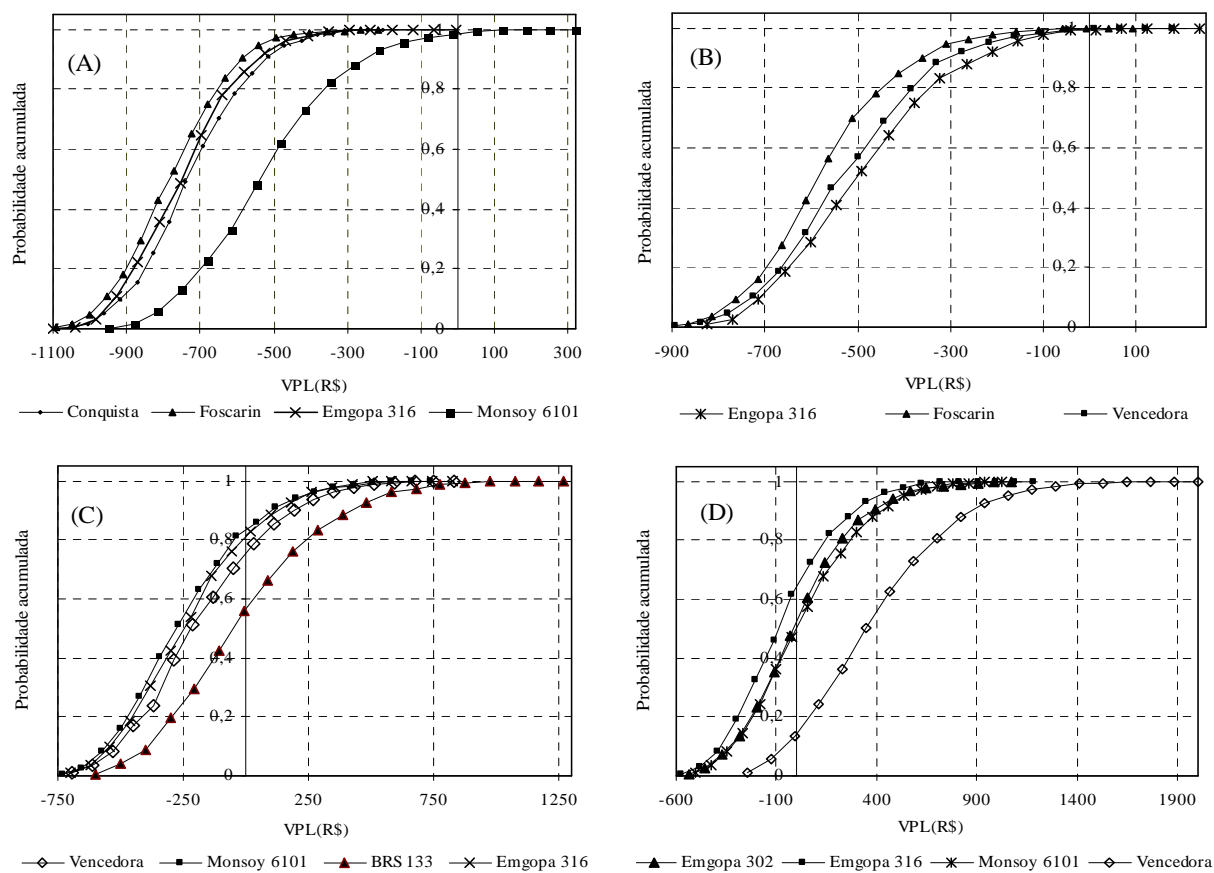 (A)
Probabilidade acumulada
0,8
0,6
0,4
0,2
0
-1100 -900 -700 -500 -300 -100 100 300
VPL(R$)
Conquista Foscarin Emgopa 316 Monsoy 6101
(B)
Probabilidade acumulada
0,8
0,6
0,4
0,2
0
-900 -700 -500 -300 -100 100
VPL(R$)
Engopa 316 Foscarin Vencedora
(C)
Probabilidade acumulada
1
0,8
0,6
0,4
0,2
0
-750 -250 250 750 1250
VPL(R$)
Vencedora Monsoy 6101 BRS 133 Emgopa 316
(D)
Probabilidade acumulada
1
0,8
0,6
0,4
0,2
0
-600 -100 400 900 1400 1900
VPL(R$)
Emgopa 302 Emgopa 316 Monsoy 6101 Vencedora